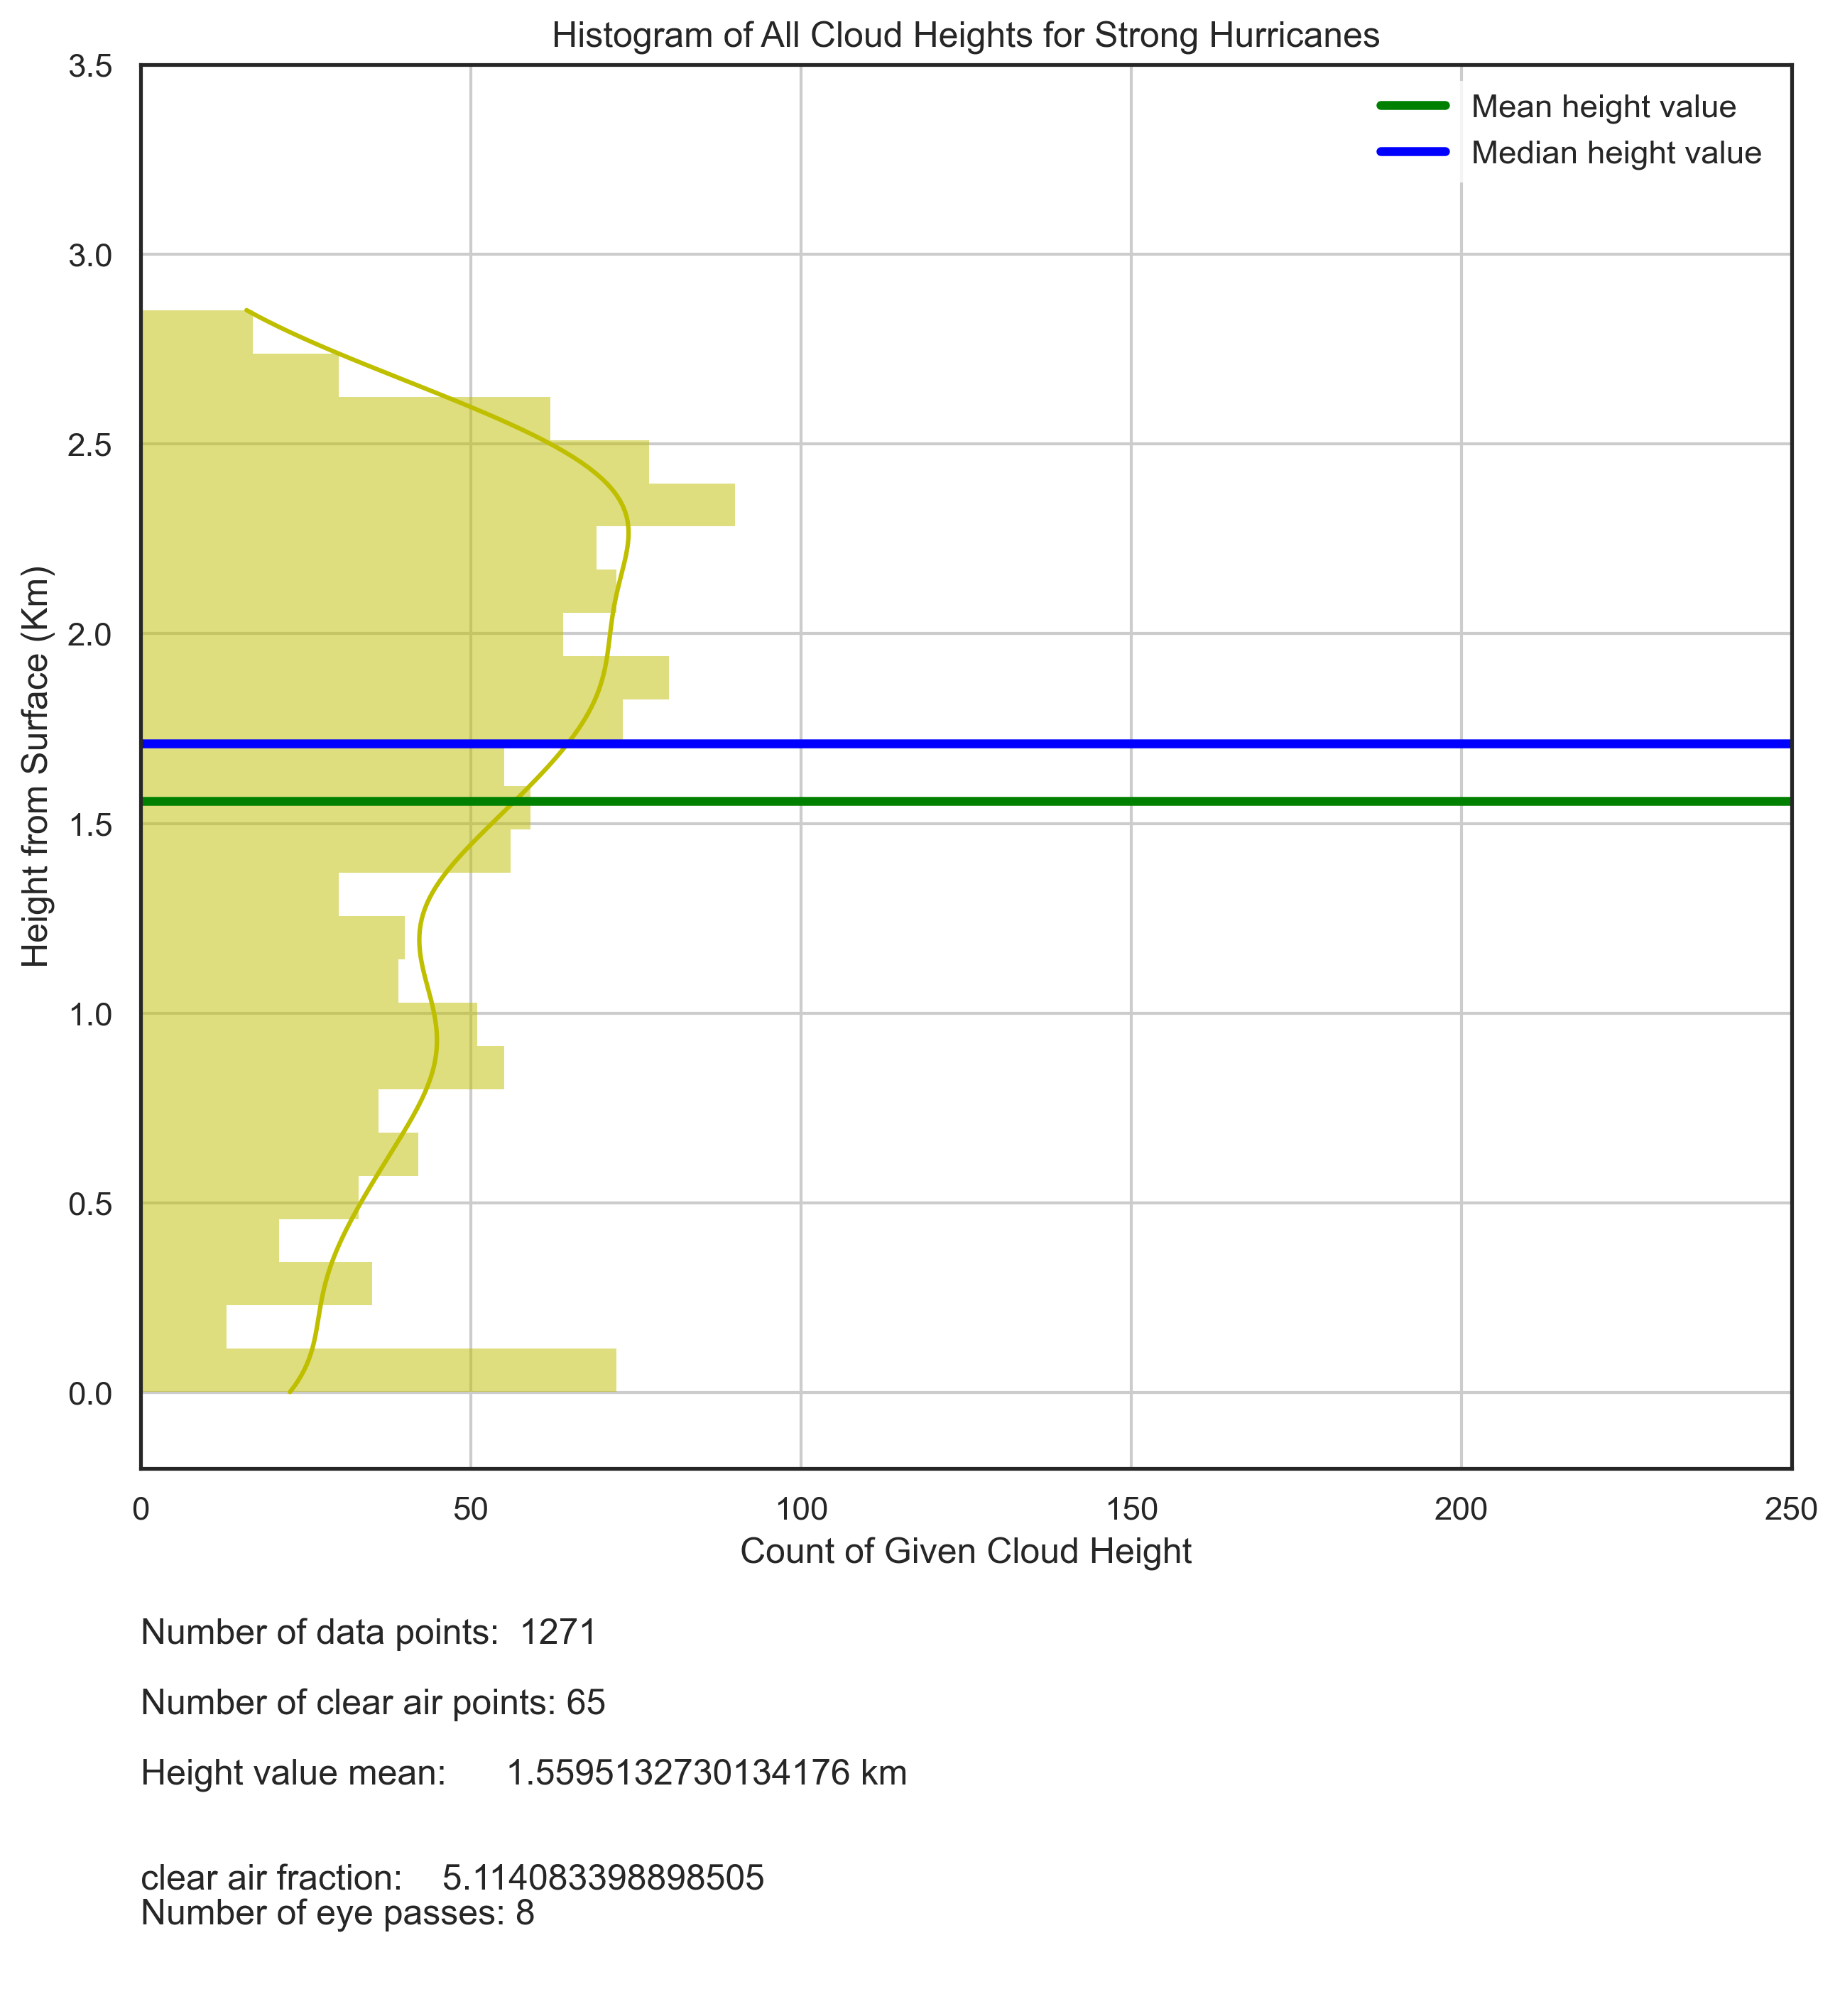 Histogram of All Cloud Heights for Strong Hurricanes
3.5
3.0
2.5
2.0
1.5
1.0
0.5
0.0
Height from Surface (Km)
Mean height value
Median height value
0 50 100 150 200 250
Count of Given Cloud Height
Number of data points: 1271
Number of clear air points: 65
Height value mean: 1.5595132730134176 km
clear air fraction: 5.114083398898505
Number of eye passes: 8